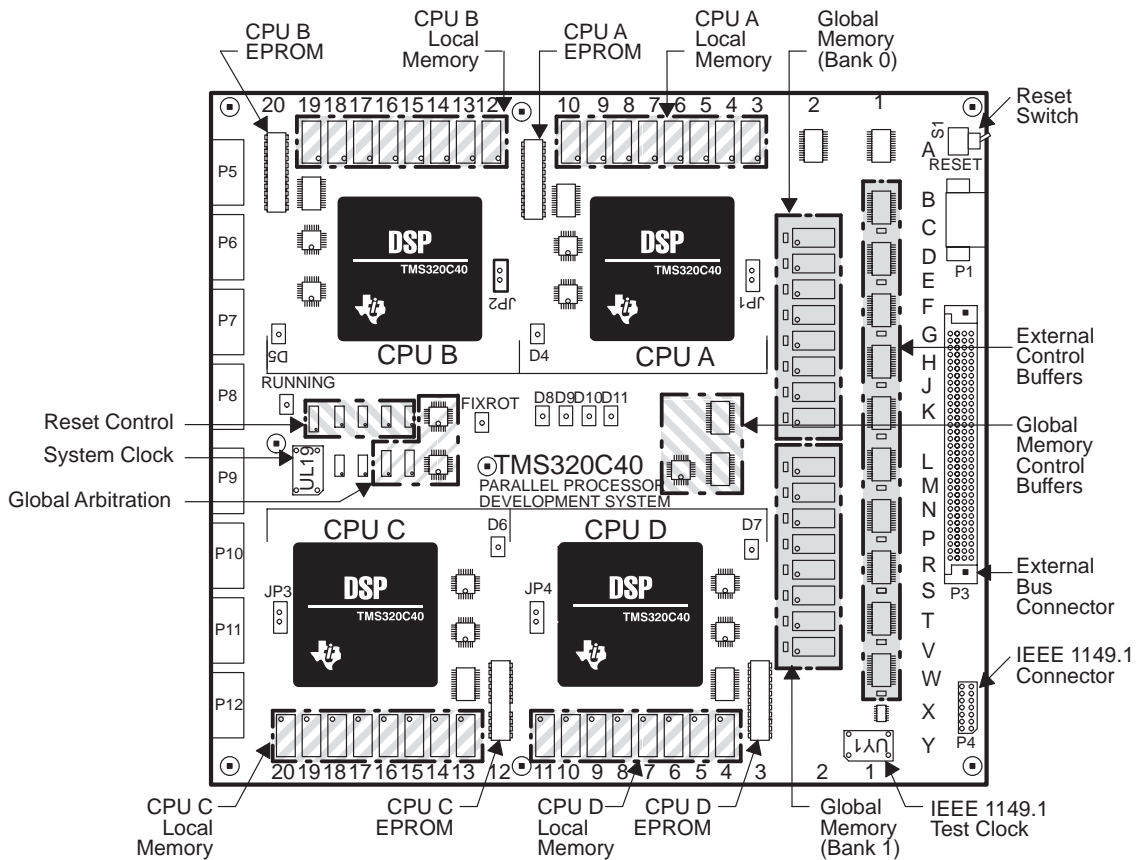 CPU B
EPROM
CPU B
Local
Memory
CPU A
EPROM
CPU A
Local
Memory
Global
Memory
(Bank 0)
Reset
Switch
20 19 18 17 16 15 14 13 12
10 9 8 7 6 5 4 3
2
1
S1
RESET
A
B
C
D
E
F
G
H
J
K
L
M
N
P
R
S
T
V
W
X
Y
P5
P6
P7
P8
P9
P10
P11
P12
DSP
TMS320C40
JP2
DSP
TMS320C40
JP1
P1
D5
CPU B
D4
CPU A
External
Control
Buffers
RUNNING
FIXROT
D8 D9 D10 D11
Reset Control
System Clock
Global Arbitration
UL19
TMS320C40
PARALLEL PROCESSOR
DEVELOPMENT SYSTEM
Global
Memory
Control
Buffers
CPU C
D6
CPU D
D7
JP3
DSP
TMS320C40
JP4
DSP
TMS320C40
P3
External
Bus
Connector
IEEE 1149.1
Connector
P4
UY1
20 19 18 17 16 15 14 13 12
11 10 9 8 7 6 5 4 3
2
1
CPU C
Local
Memory
CPU C
EPROM
CPU D
Local
Memory
CPU D
EPROM
Global
Memory
(Bank 1)
IEEE 1149.1
Test Clock